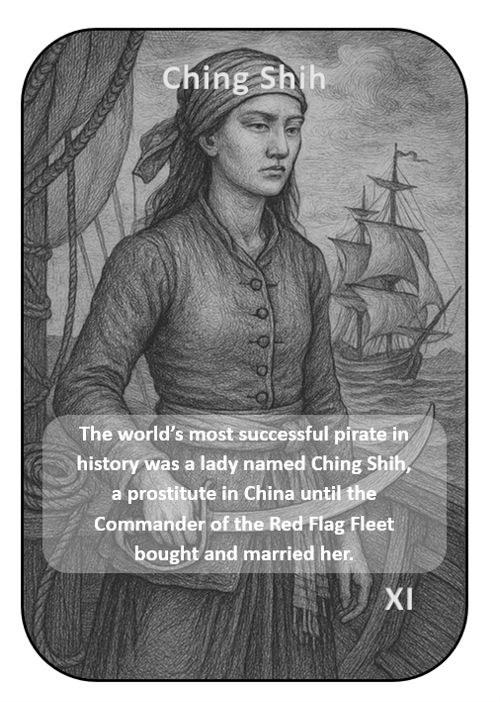 Ching Shih
The world's most successful pirate in
history was a lady named Ching Shih,
a prostitute in China until the
Commander of the Red Flag Fleet
bought and married her.
XI